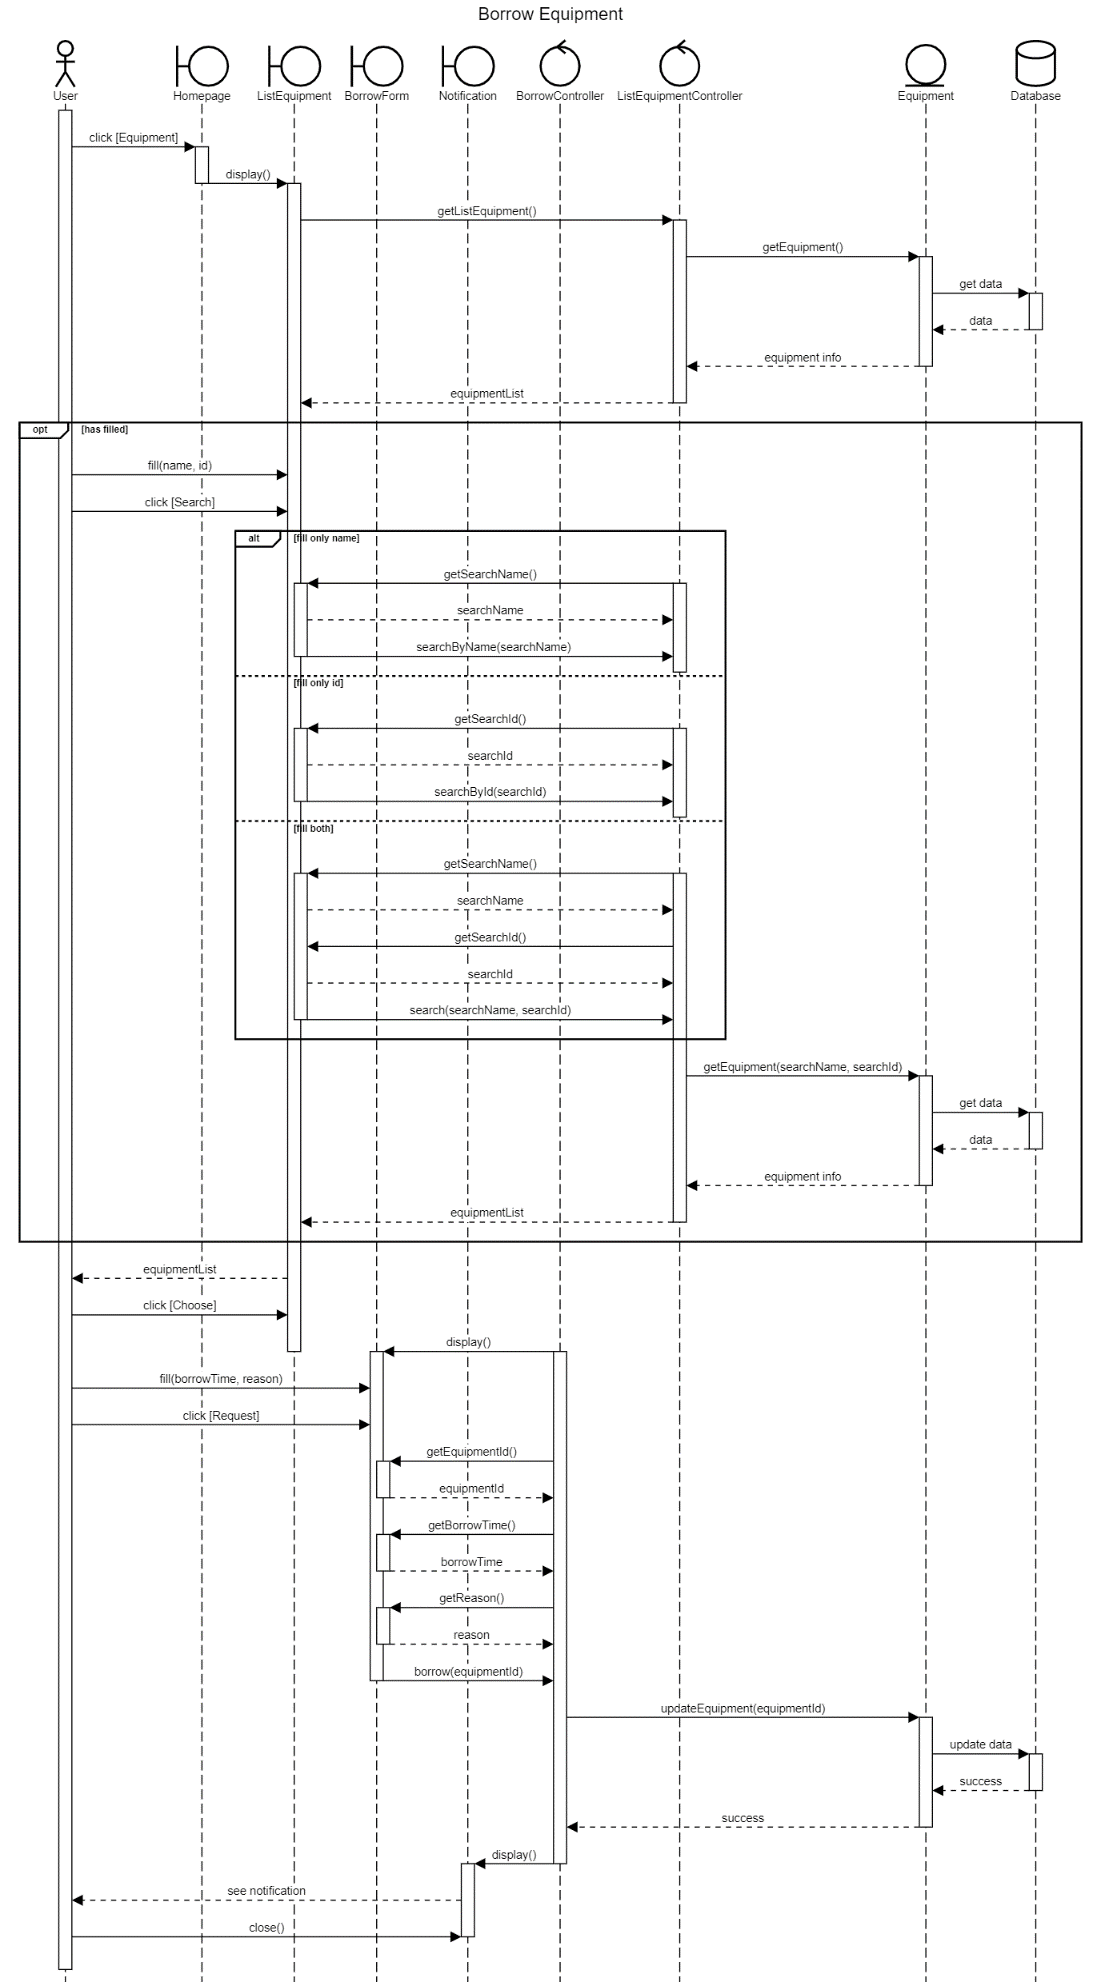 Borrow Equipment
User
Homepage
ListEquipment
BorrowForm
Notification
BorrowController
ListEquipmentController
Equipment
Database
click [Equipment]
display()
getListEquipment()
getEquipment()
get data
data
equipment info
equipmentList
opt
[has filled]
fill(name, id)
click [Search]
alt
[fill only name]
getSearchName()
searchName
searchByName(searchName)
[fill only id]
getSearchId()
searchId
searchById(searchId)
[fill both]
getSearchName()
searchName
getSearchId()
searchId
search(searchName, searchId)
getEquipment(searchName, searchId)
get data
data
equipment info
equipmentList
equipmentList
click [Choose]
display()
fill(borrowTime, reason)
click [Request]
getEquipmentId()
equipmentId
getBorrowTime()
borrowTime
getReason()
reason
borrow(equipmentId)
updateEquipment(equipmentId)
update data
success
success
display()
see notification
close()